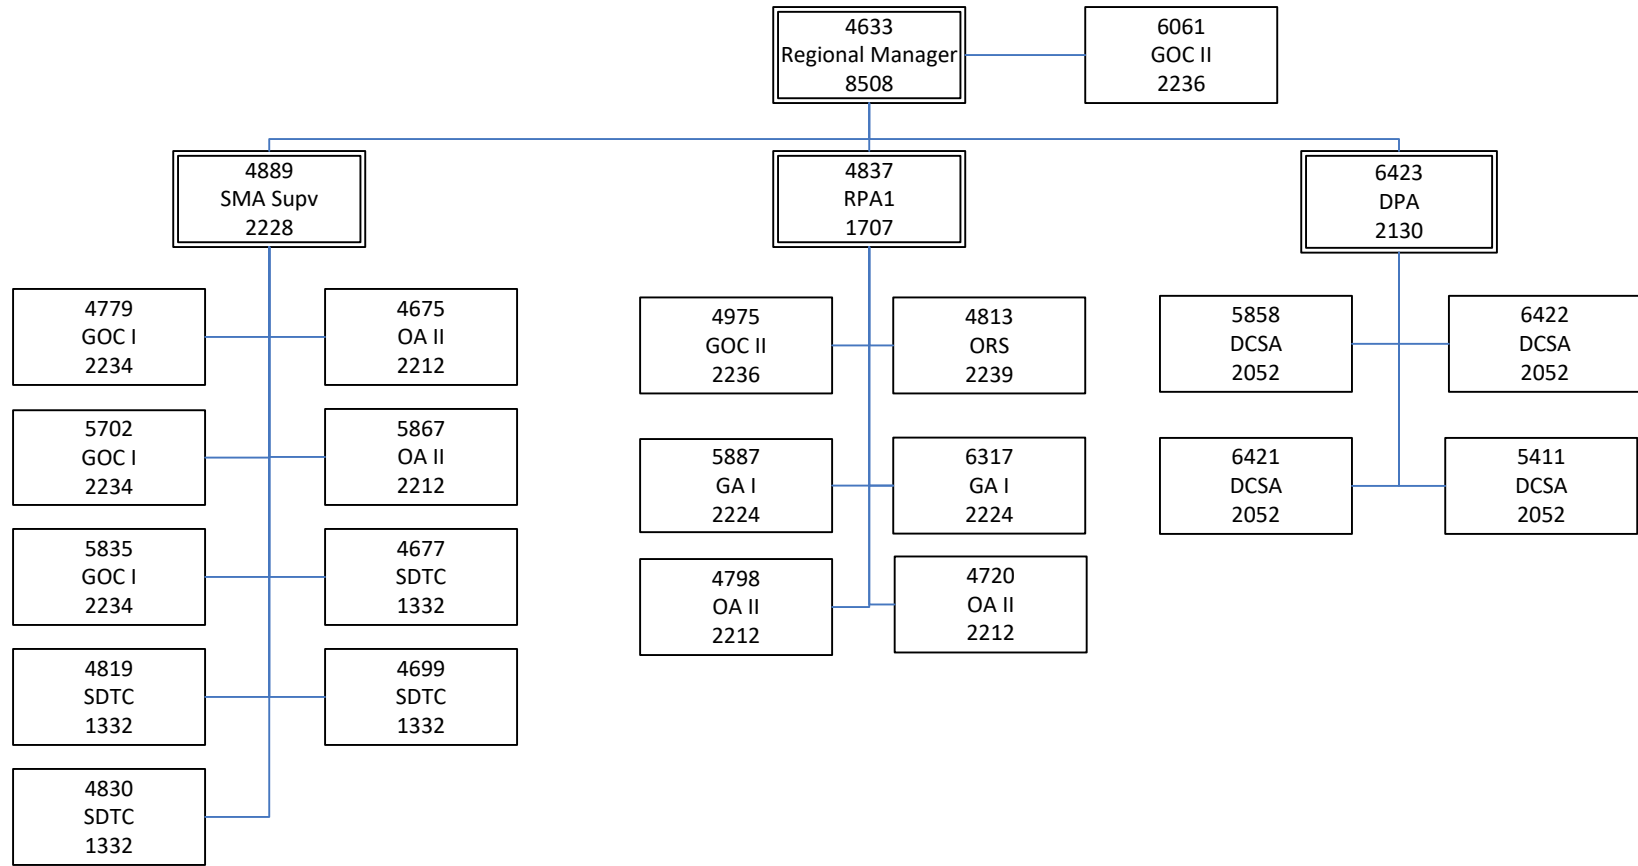 4633
Regional Manager
8508
6061
GOC II
2236
4889
SMA Supv
2228
4837
RPA1
1707
6423
DPA
2130
4779
GOC I
2234
4675
OA II
2212
5702
GOC I
2234
5867
OA II
2212
5835
GOC I
2234
4677
SDTC
1332
4819
SDTC
1332
4699
SDTC
1332
4830
SDTC
1332
4975
GOC II
2236
4813
ORS
2239
5887
GA I
2224
6317
GA I
2224
4798
OA II
2212
4720
OA II
2212
5858
DCSA
2052
6422
DCSA
2052
6421
DCSA
2052
5411
DCSA
2052